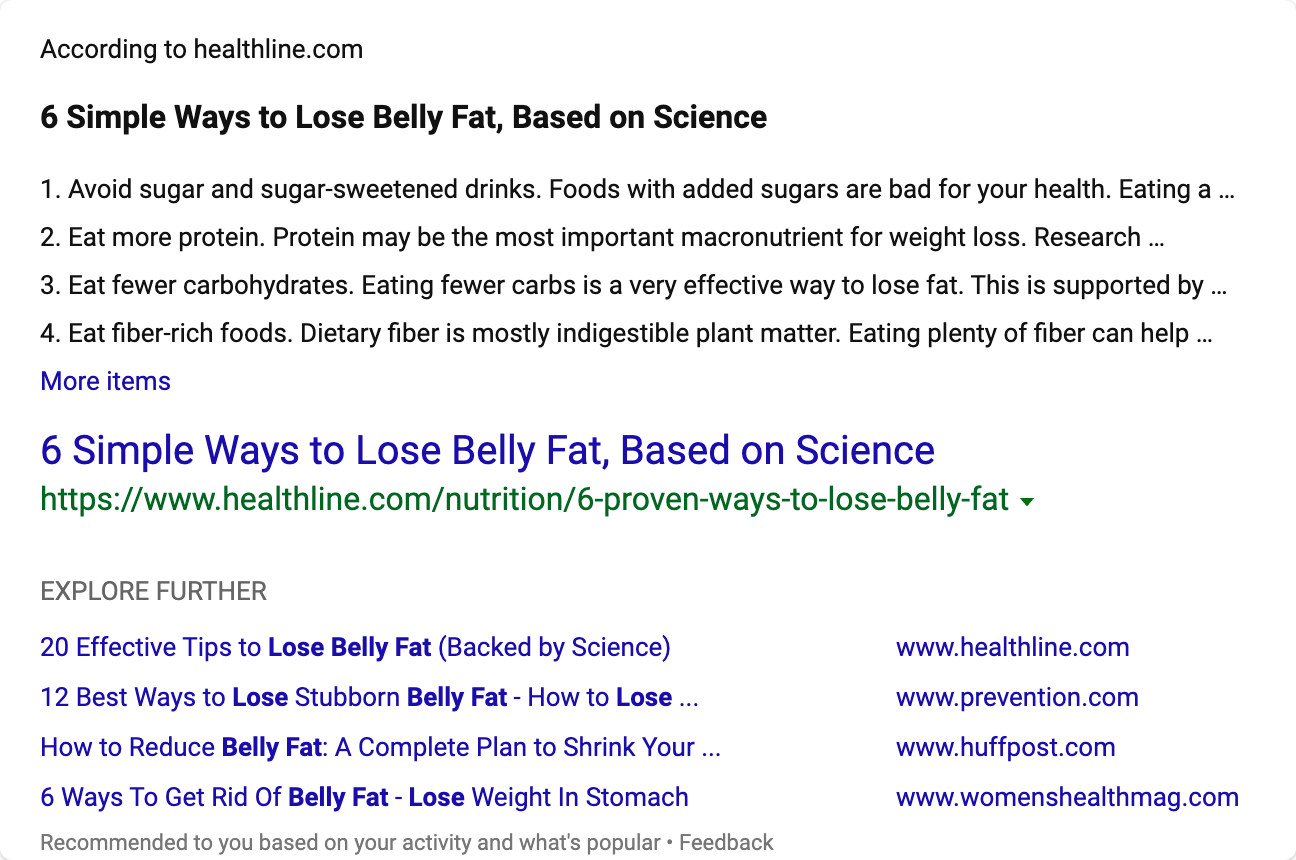 According to healthline.com
6 Simple Ways to Lose Belly Fat, Based on Science
1. Avoid sugar and sugar-sweetened drinks. Foods with added sugars are bad for your health. Eating a ...
2. Eat more protein. Protein may be the most important macronutrient for weight loss. Research ...
3. Eat fewer carbohydrates. Eating fewer carbs is a very effective way to lose fat. This is supported by ...
4. Eat fiber-rich foods. Dietary fiber is mostly indigestible plant matter. Eating plenty of fiber can help ...
More items
6 Simple Ways to Lose Belly Fat, Based on Science
https://www.healthline.com/nutrition/6-proven-ways-to-lose-belly-fat
EXPLORE FURTHER
20 Effective Tips to Lose Belly Fat (Backed by Science) www.healthline.com
12 Best Ways to Lose Stubborn Belly Fat - How to Lose ... www.prevention.com
How to Reduce Belly Fat: A Complete Plan to Shrink Your ... www.huffpost.com
6 Ways To Get Rid Of Belly Fat - Lose Weight In Stomach www.womenshealthmag.com
Recommended to you based on your activity and what's popular • Feedback